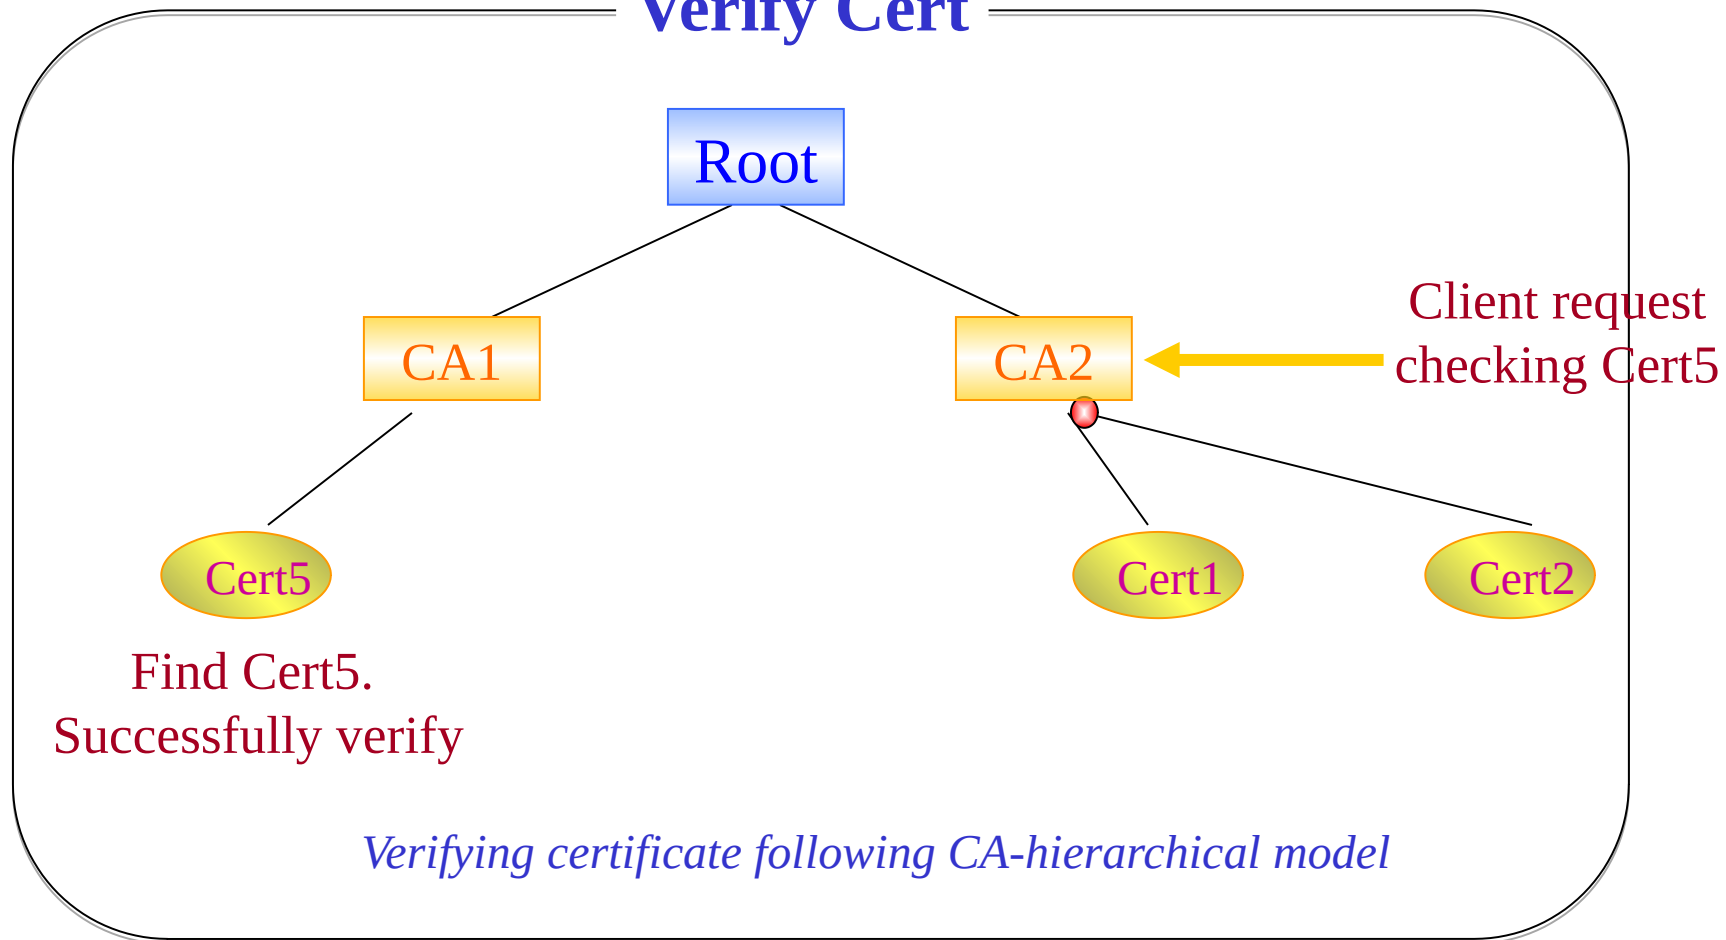 Verify Cert
Root
Client request
checking Cert5
CA1
CA2
Cert5
Cert1
Cert2
Find Cert5.
Successfully verify
Verifying certificate following CA-hierarchical model